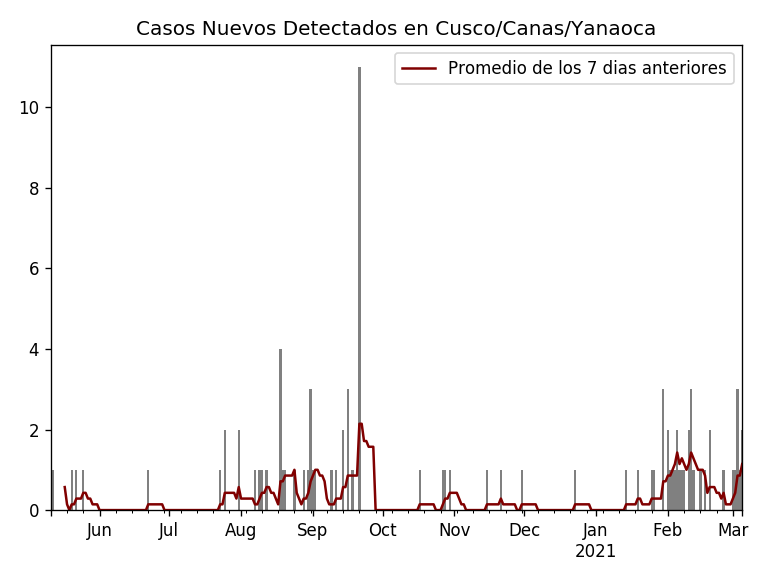 Casos Nuevos Detectados en Cusco/Canas/Yanaoca
Promedio de los 7 dias anteriores
10
8
6
4
2
0
Jun Jul Aug Sep Oct Nov Dec Jan Feb Mar
2021